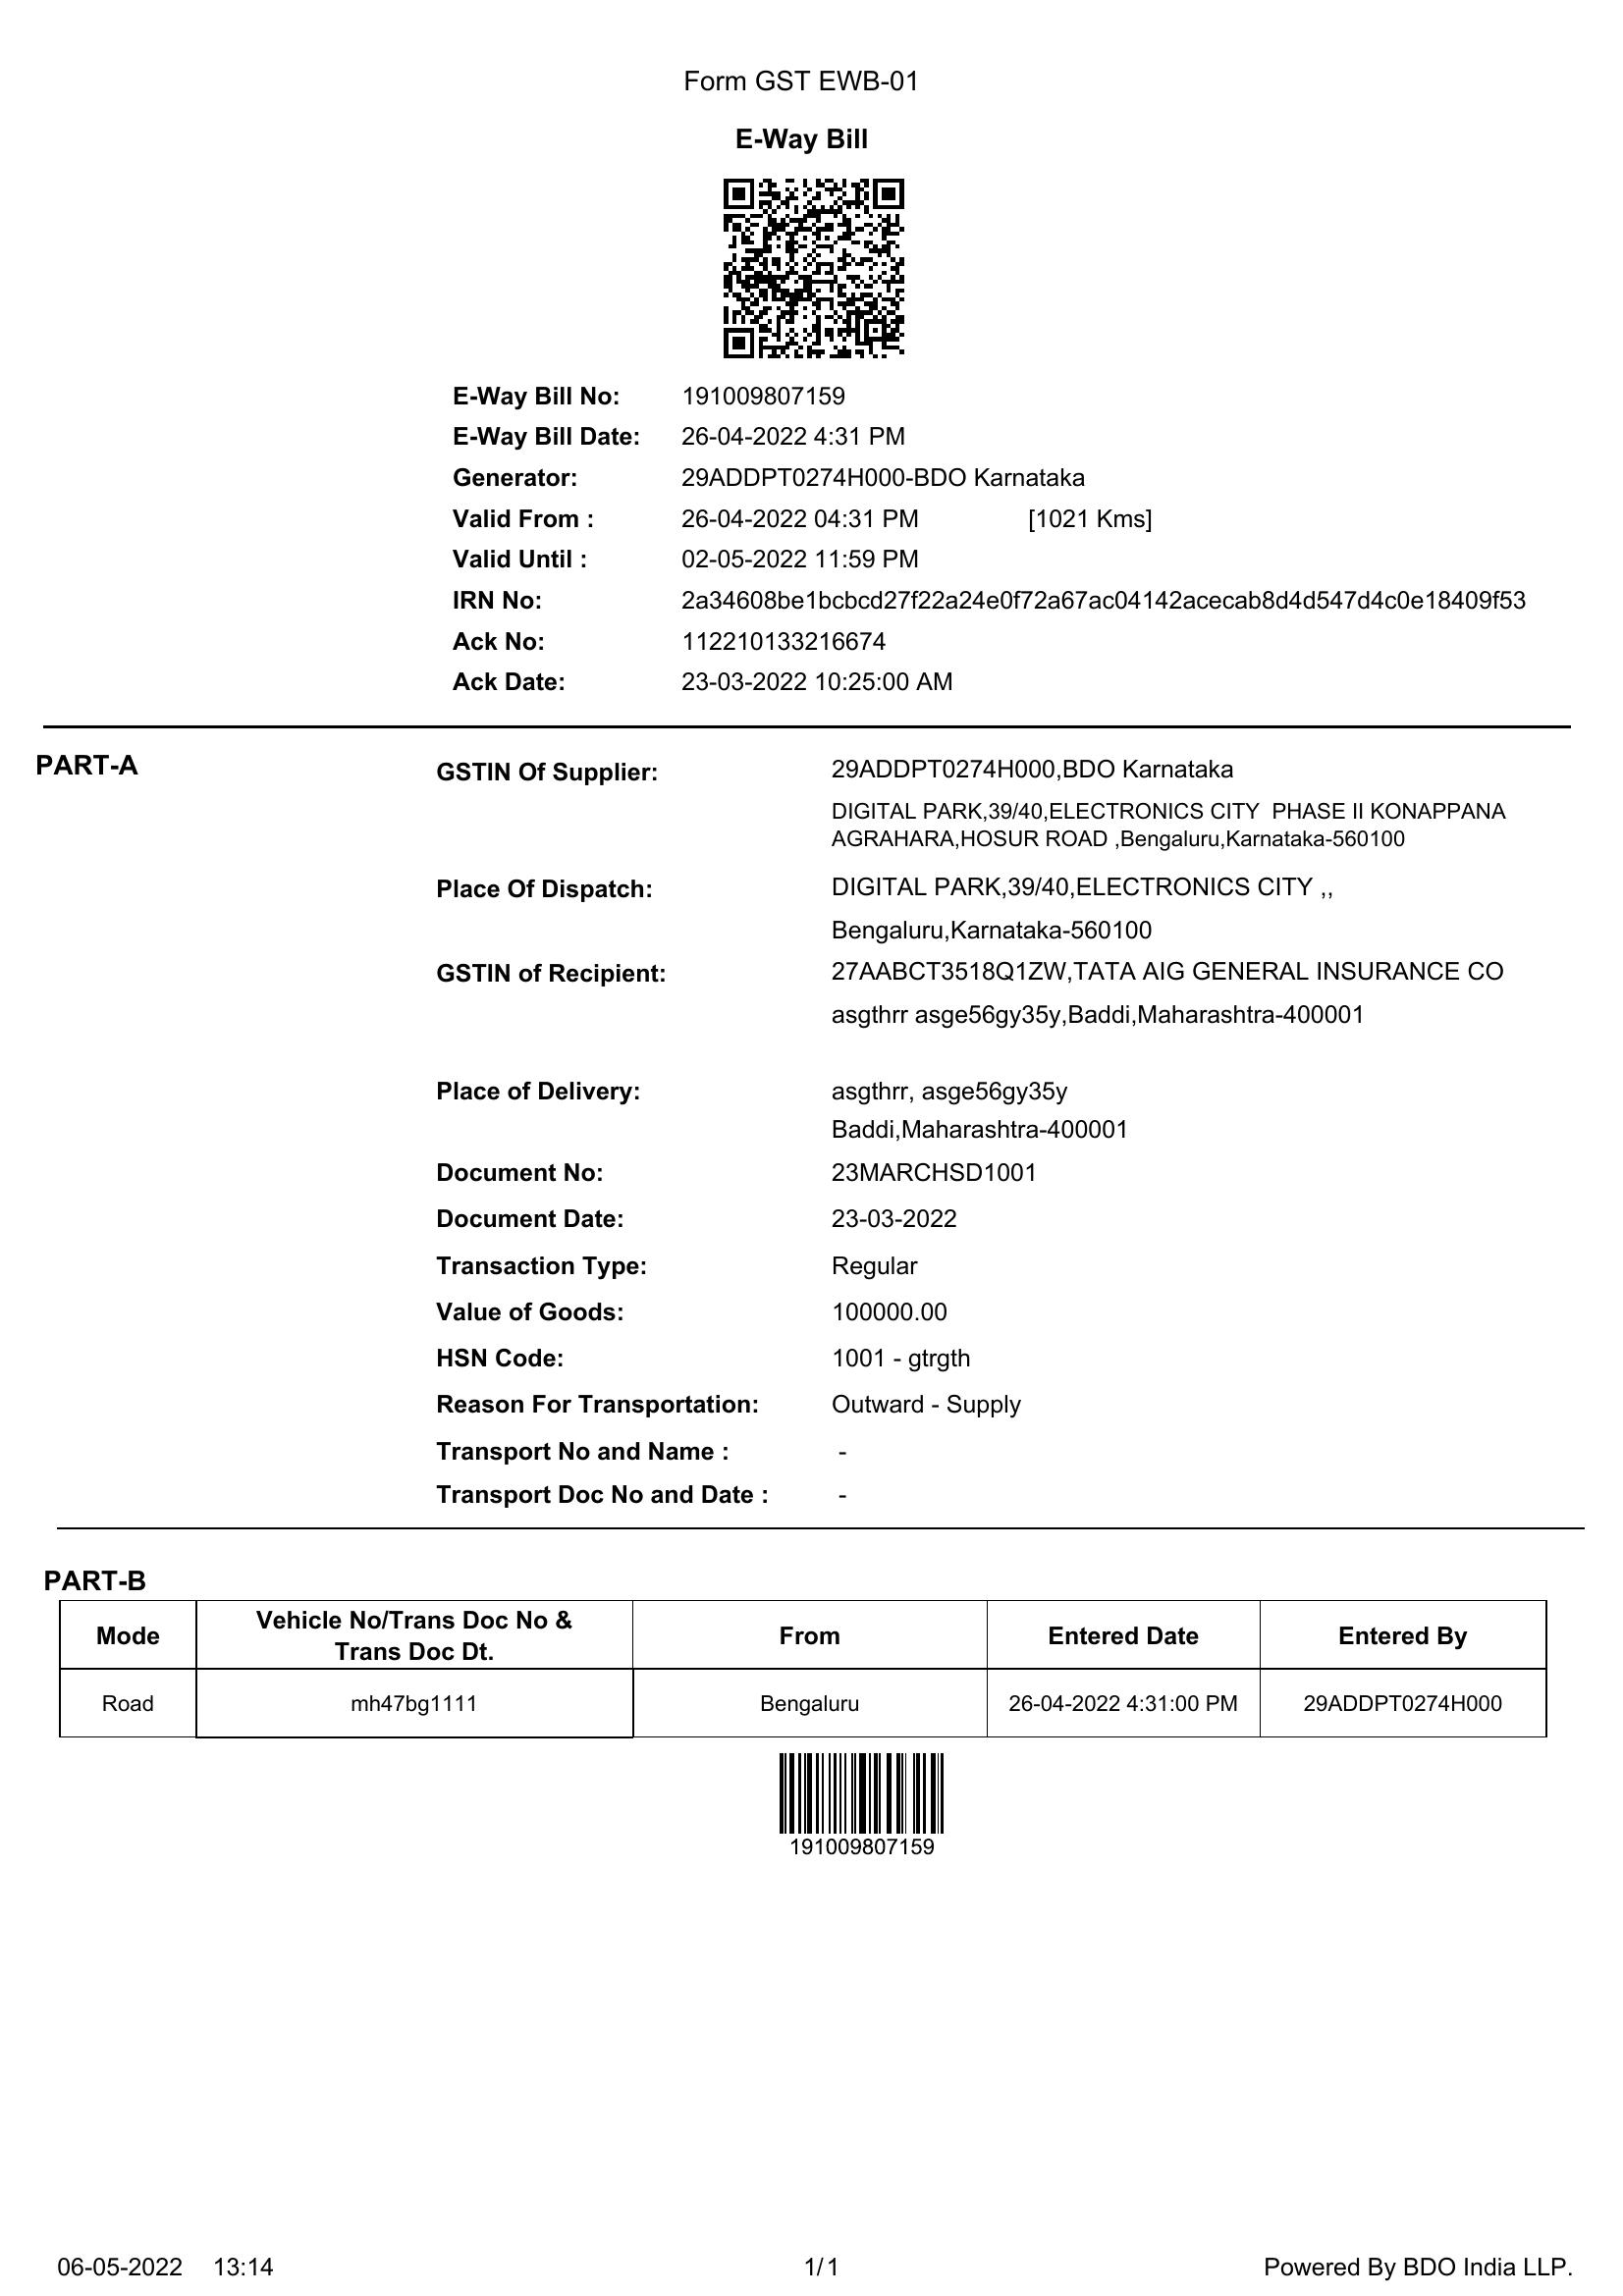 Form GST EWB-01
E-Way Bill
E-Way Bill No: 191009807159
E-Way Bill Date: 26-04-2022 4:31 PM
Generator: 29ADDPT0274H000-BDO Karnataka
Valid From : 26-04-2022 04:31 PM [1021 Kms]
Valid Until : 02-05-2022 11:59 PM
IRN No: 2a34608be1bcbcd27f22a24e0f72a67ac04142acecab8d4d547d4c0e18409f53
Ack No: 112210133216674
Ack Date: 23-03-2022 10:25:00 AM
PART-A
GSTIN Of Supplier: 29ADDPT0274H000,BDO Karnataka
DIGITAL PARK,39/40,ELECTRONICS CITY  PHASE II KONAPPANA
AGRAHARA,HOSUR ROAD ,Bengaluru,Karnataka-560100
Place Of Dispatch: DIGITAL PARK,39/40,ELECTRONICS CITY ,,
Bengaluru,Karnataka-560100
GSTIN of Recipient: 27AABCT3518Q1ZW,TATA AIG GENERAL INSURANCE CO
asgthrr asge56gy35y,Baddi,Maharashtra-400001
Place of Delivery: asgthrr, asge56gy35y
Baddi,Maharashtra-400001
Document No: 23MARCHSD1001
Document Date: 23-03-2022
Transaction Type: Regular
Value of Goods: 100000.00
HSN Code: 1001 - gtrgth
Reason For Transportation: Outward - Supply
Transport No and Name : -
Transport Doc No and Date : -
PART-B
Mode Vehicle No/Trans Doc No & Trans Doc Dt. From Entered Date Entered By
Road mh47bg1111 Bengaluru 26-04-2022 4:31:00 PM 29ADDPT0274H000
191009807159
06-05-2022 13:14 1/1 Powered By BDO India LLP.